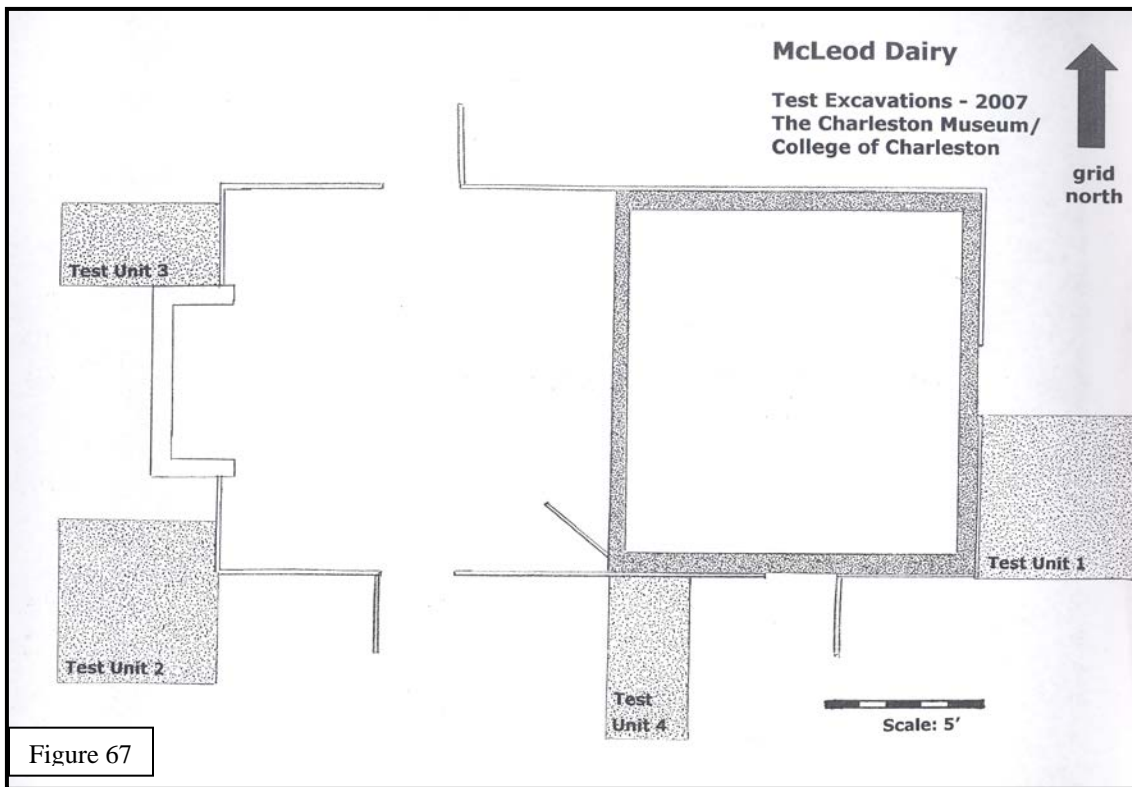 McLeod Dairy
Test Excavations - 2007
The Charleston Museum/
College of Charleston
grid
north
Test Unit 3
Test Unit 1
Test Unit 2
Test
Unit 4
Scale: 5'
Figure 67